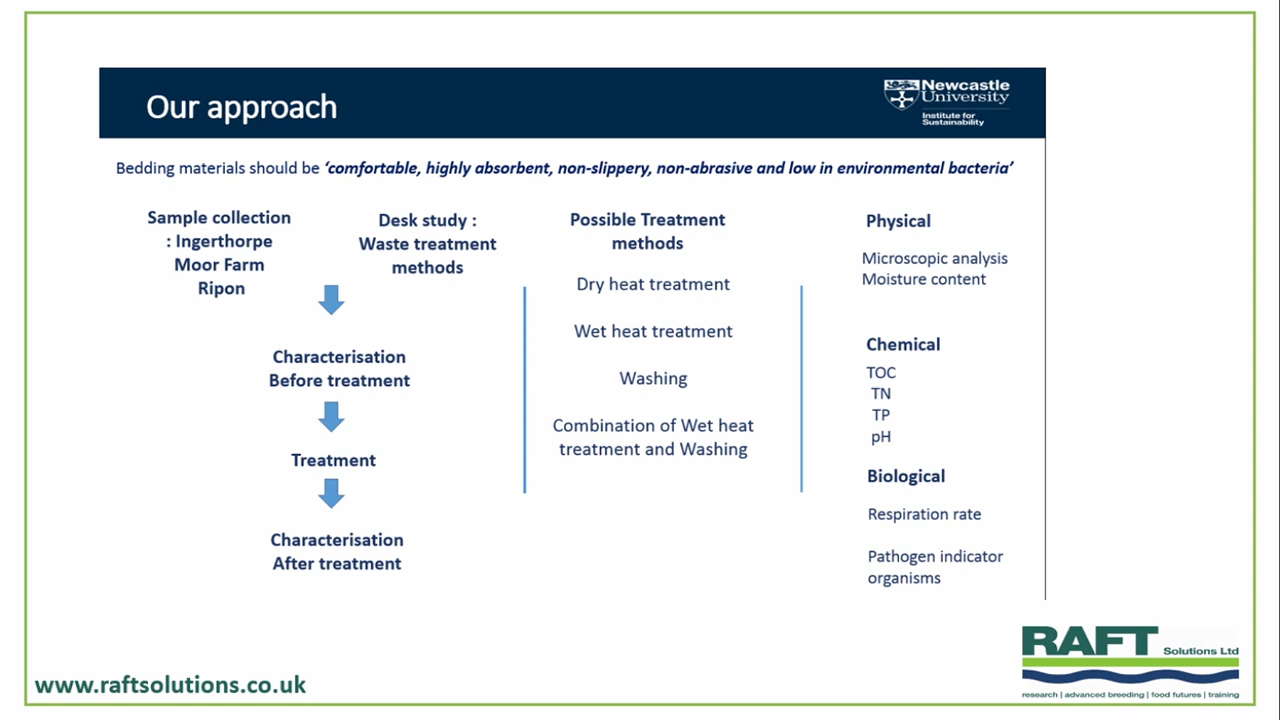 Our approach
Newcastle
University
Institute for
Sustainability
Bedding materials should be ‘comfortable, highly absorbent, non-slippery, non-abrasive and low in environmental bacteria’
Sample collection
: Ingerthorpe
Moor Farm
Ripon
Desk study :
Waste treatment
methods
Characterisation
Before treatment
Treatment
Characterisation
After treatment
Possible Treatment
methods
Dry heat treatment
Wet heat treatment
Washing
Combination of Wet heat
treatment and Washing
Physical
Microscopic analysis
Moisture content
Chemical
TOC
TN
TP
pH
Biological
Respiration rate
Pathogen indicator
organisms
RAFT Solutions Ltd
research | advanced breeding | food futures | training
www.raftsolutions.co.uk